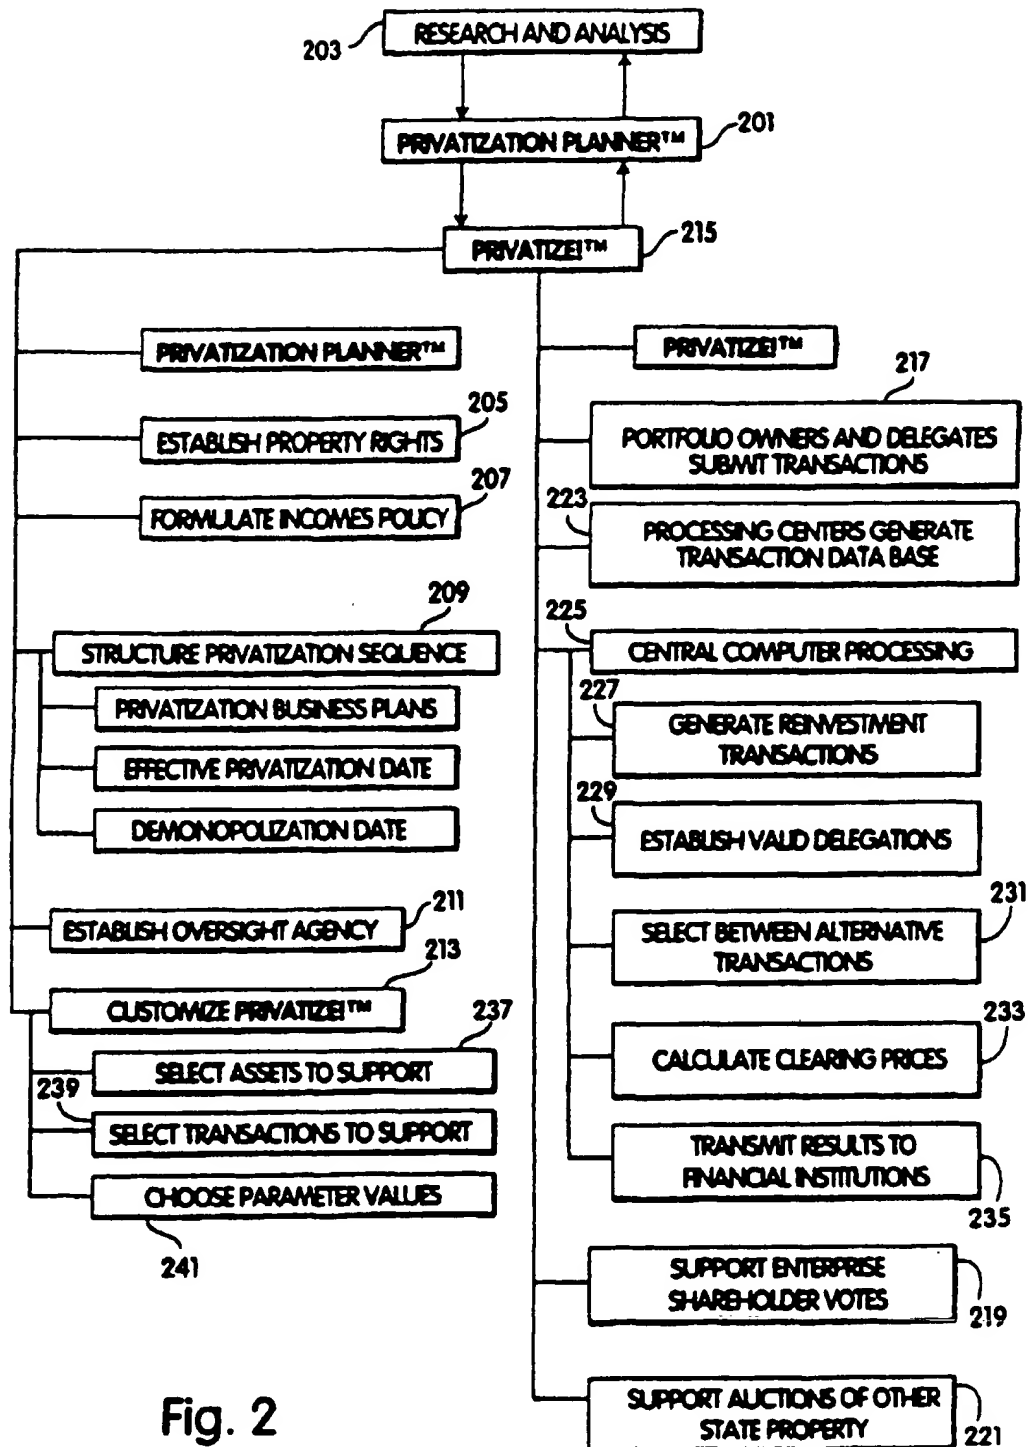 RESEARCH AND ANALYSIS
203
PRIVATIZATION PLANNER™
201
PRIVATIZE!™
215
PRIVATIZATION PLANNER™
205
ESTABLISH PROPERTY RIGHTS
207
FORMULATE INCOMES POLICY
209
STRUCTURE PRIVATIZATION SEQUENCE
PRIVATIZATION BUSINESS PLANS
EFFECTIVE PRIVATIZATION DATE
DEMONOPOLIZATION DATE
211
ESTABLISH OVERSIGHT AGENCY
213
CUSTOMIZE PRIVATIZE!™
237
SELECT ASSETS TO SUPPORT
239
SELECT TRANSACTIONS TO SUPPORT
CHOOSE PARAMETER VALUES
241
PRIVATIZE!™
217
PORTFOLIO OWNERS AND DELEGATES
SUBMIT TRANSACTIONS
223
PROCESSING CENTERS GENERATE
TRANSACTION DATA BASE
225
CENTRAL COMPUTER PROCESSING
227
GENERATE REINVESTMENT
TRANSACTIONS
229
ESTABLISH VALID DELEGATIONS
231
SELECT BETWEEN ALTERNATIVE
TRANSACTIONS
233
CALCULATE CLEARING PRICES
TRANSMIT RESULTS TO
FINANCIAL INSTITUTIONS
235
SUPPORT ENTERPRISE
SHAREHOLDER VOTES
219
SUPPORT AUCTIONS OF OTHER
STATE PROPERTY
221
Fig. 2